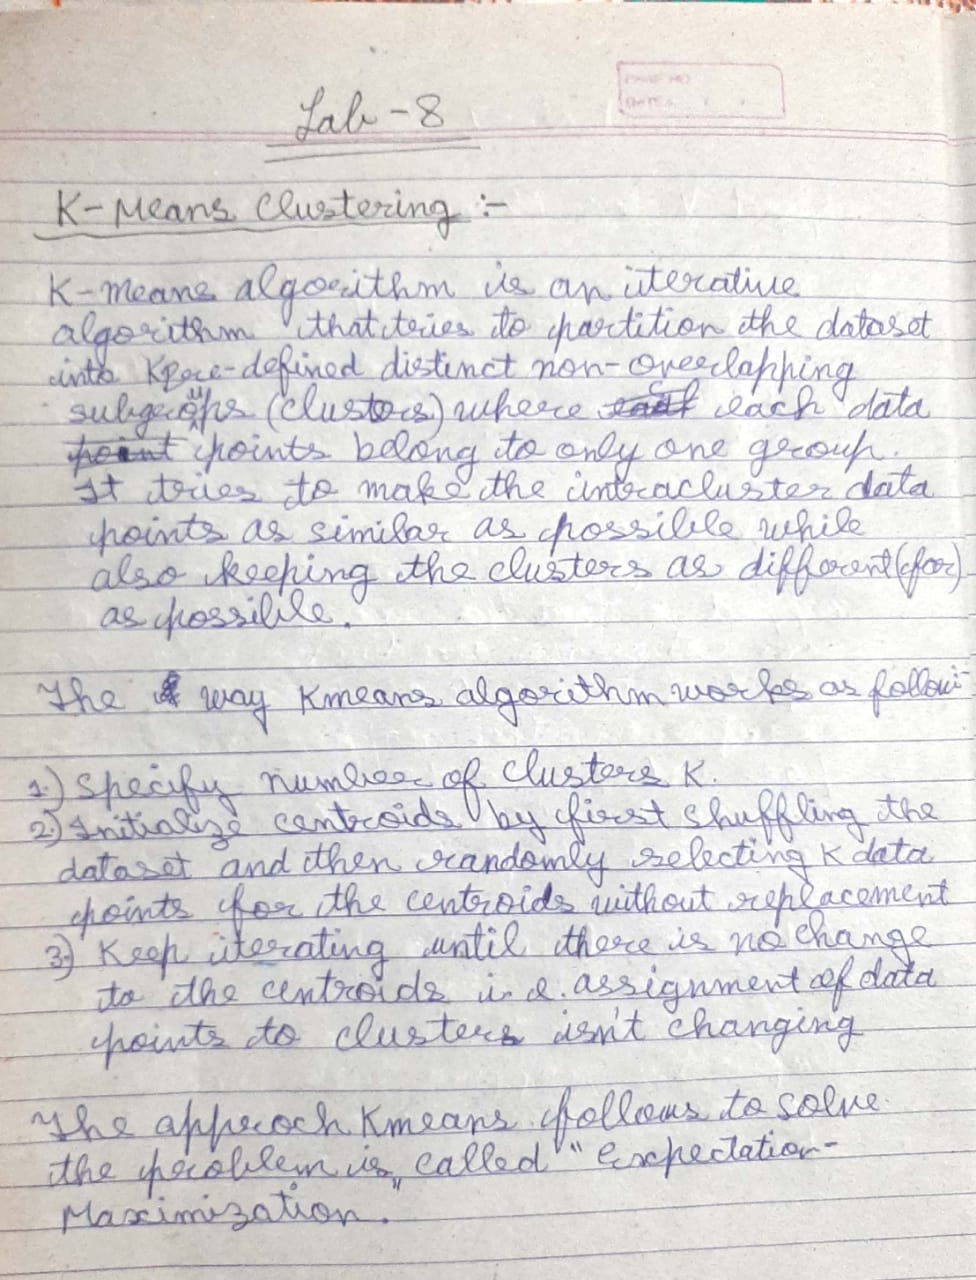 PAGE NO
DATE
Lab - 8
K-Means Clustering :-
K-means algorithm is an iterative
algorithm that tries to partition the dataset
into K pre-defined distinct non-overlapping
subgroups (clusters) where each data
point points belong to only one group.
It tries to make the intracluster data
points as similar as possible while
also keeping the clusters as different (far)
as possible.
The way Kmeans algorithm works as follow:-
1.) Specify number of clusters K.
2.) Initialize centroids by first shuffling the
dataset and then randomly selecting K data
points for the centroids without replacement
3.) Keep iterating until there is no change
to the centroids i.e. assignment of data
points to clusters isn't changing
The approch Kmeans follows to solve
the problem is called "Expectation-
Maximization".